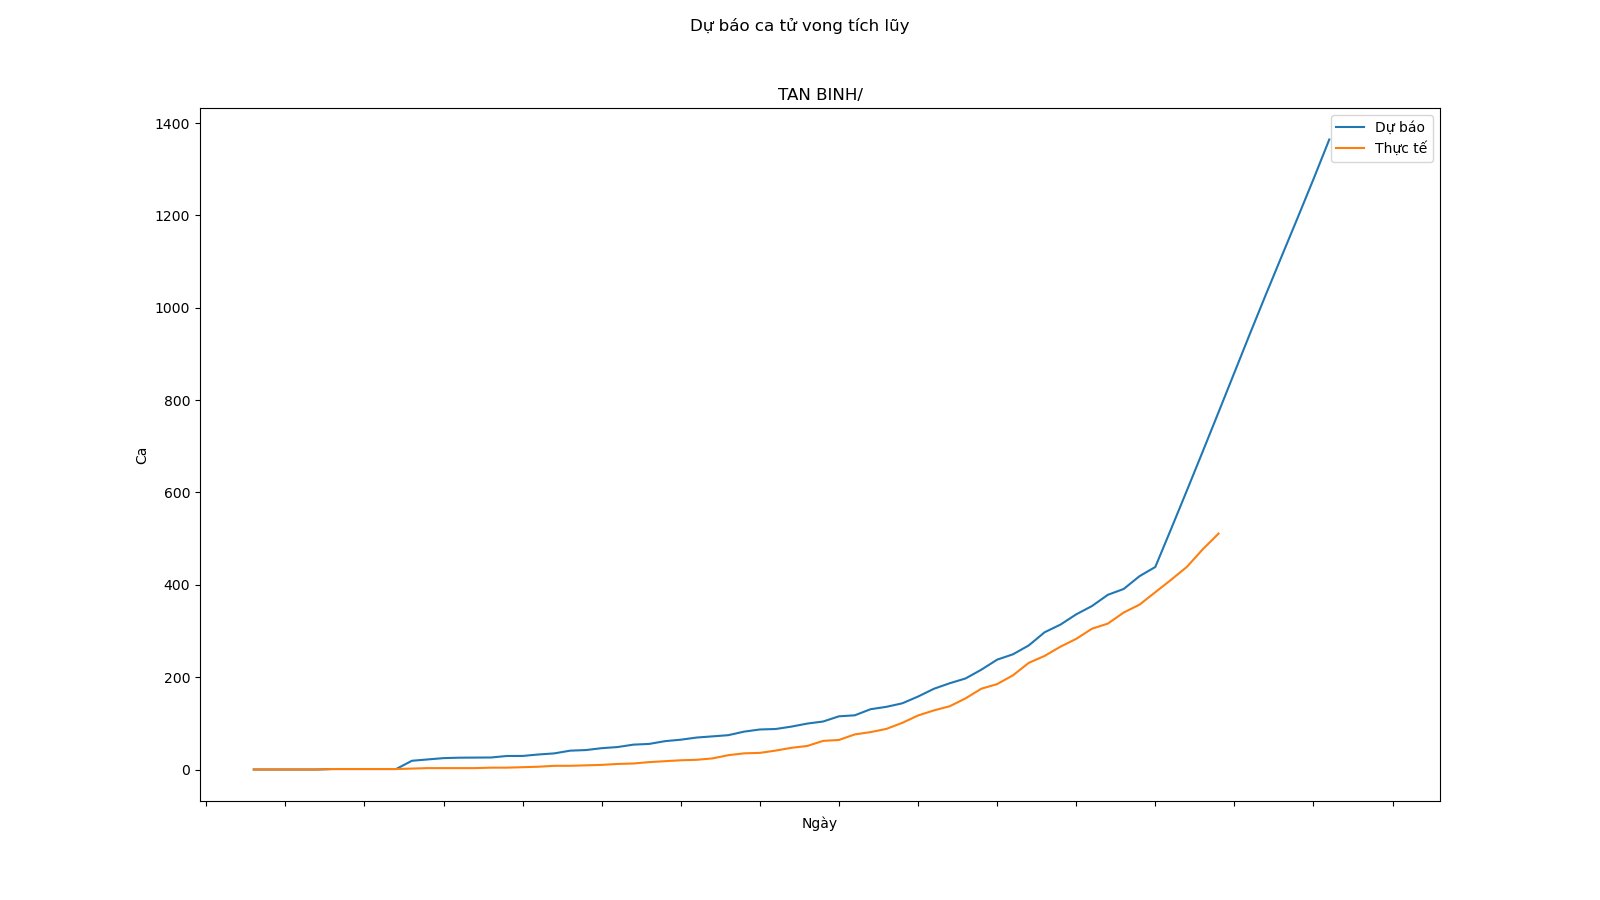 Dự báo ca tử vong tích lũy
TAN BINH/
1400
1200
1000
800
600
400
200
0
Ca
Dự báo
Thực tế
Ngày